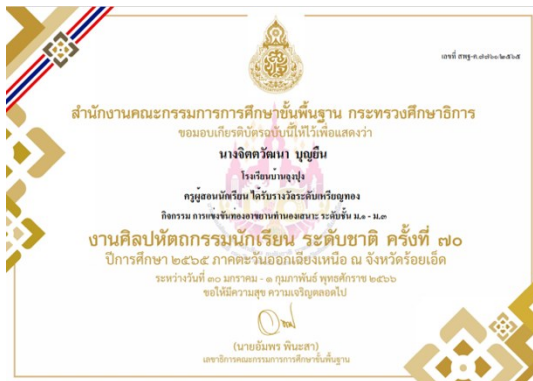 สำนักงานคณะกรรมการการศึกษาขั้นพื้นฐาน กระทรวงศึกษาธิการ
ขอมอบเกียรติบัตรฉบับนี้ให้ไว้เพื่อแสดงว่า
นางจิตตวัฒนา บุญยืน
โรงเรียนบ้านลุงปุง
ครูผู้สอนนักเรียน ได้รับรางวัลระดับเหรียญทอง
กิจกรรม การแข่งขันท่องอาขยานทำนองเสนาะ ระดับชั้น ม.๑ - ม.๓
งานศิลปหัตถกรรมนักเรียน ระดับชาติ ครั้งที่ ๗๐
ปีการศึกษา ๒๕๖๕ ภาคตะวันออกเฉียงเหนือ ณ จังหวัดร้อยเอ็ด
ระหว่างวันที่ ๓๐ มกราคม - ๑ กุมภาพันธ์ พุทธศักราช ๒๕๖๖
ขอให้มีความสุข ความเจริญตลอดไป
(นายอัมพร พินะสา)
เลขาธิการคณะกรรมการการศึกษาขั้นพื้นฐาน